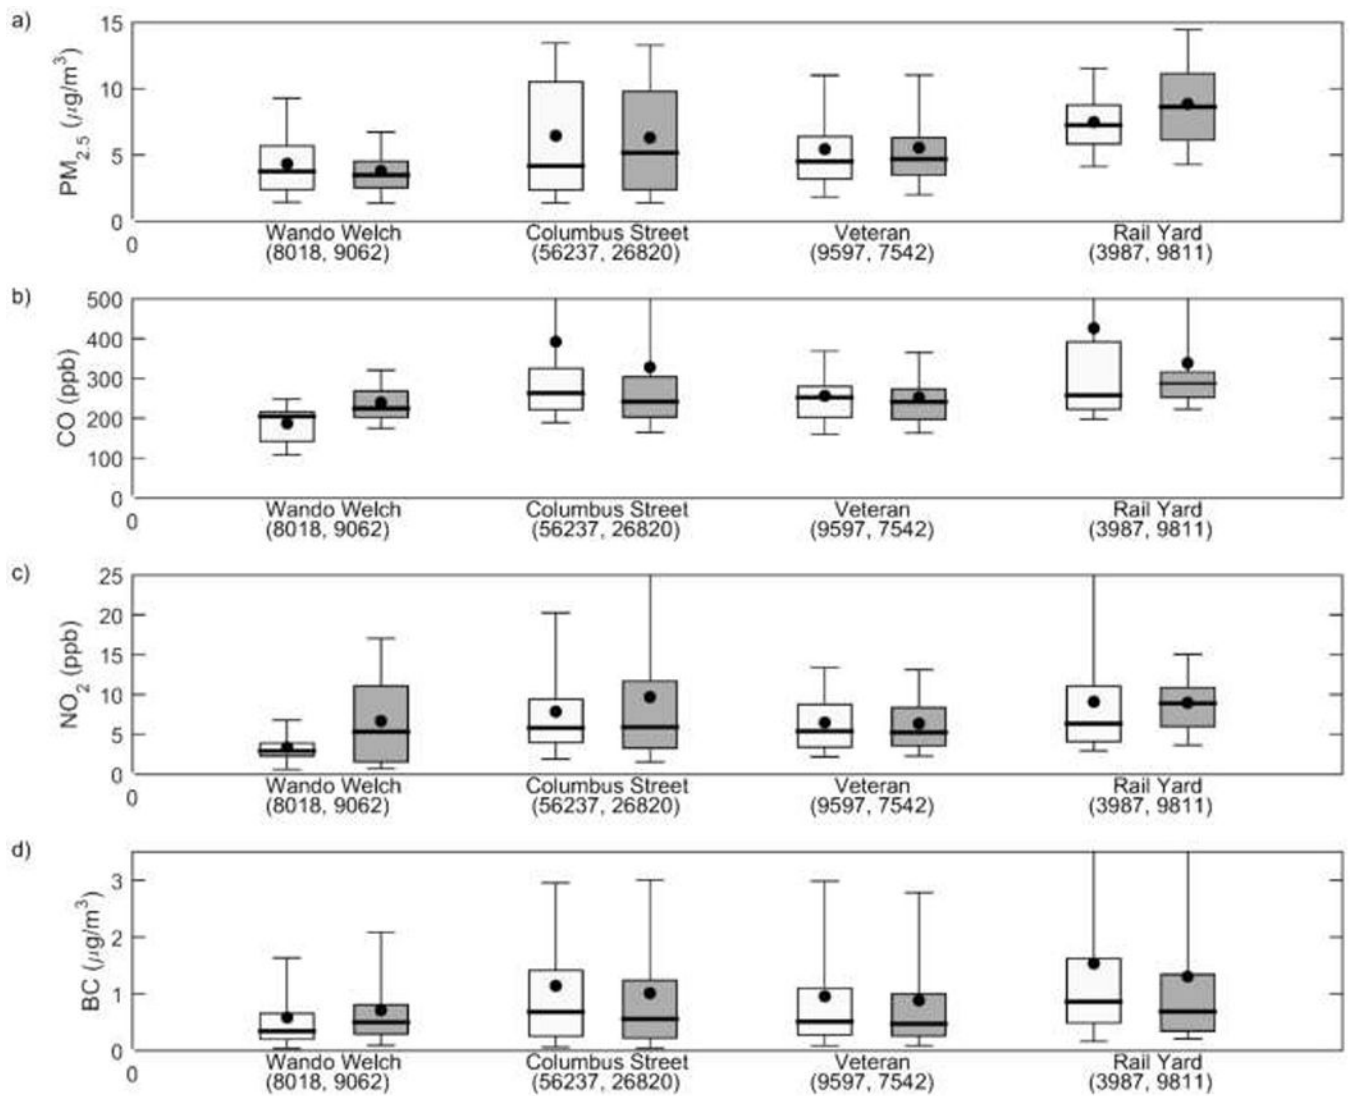 a)
15
10
5
0
PM2.5 (μg/m³)
0
Wando Welch Columbus Street Veteran Rail Yard
(8018, 9062) (56237, 26820) (9597, 7542) (3987, 9811)
b)
500
400
300
200
100
0
CO (ppb)
0
Wando Welch Columbus Street Veteran Rail Yard
(8018, 9062) (56237, 26820) (9597, 7542) (3987, 9811)
c)
25
20
15
10
5
0
NO2 (ppb)
0
Wando Welch Columbus Street Veteran Rail Yard
(8018, 9062) (56237, 26820) (9597, 7542) (3987, 9811)
d)
3
2
1
0
BC (μg/m³)
0
Wando Welch Columbus Street Veteran Rail Yard
(8018, 9062) (56237, 26820) (9597, 7542) (3987, 9811)